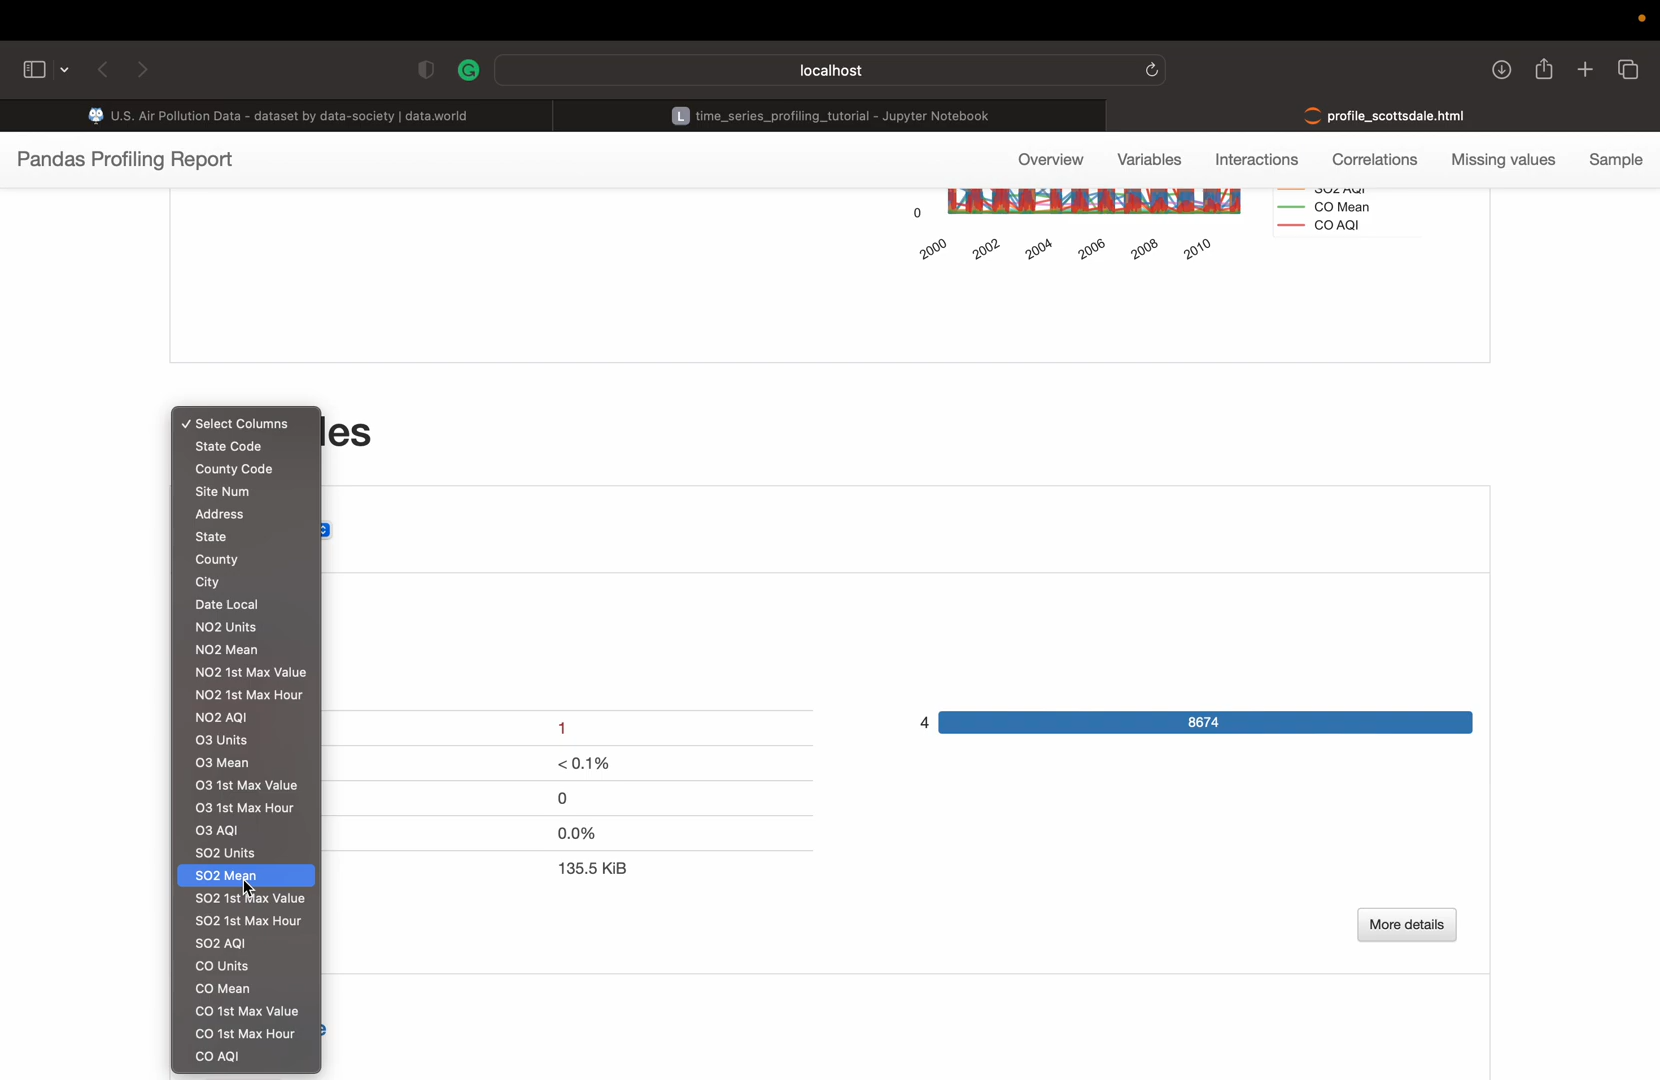 localhost
U.S. Air Pollution Data - dataset by data-society | data.world
L time_series_profiling_tutorial - Jupyter Notebook
profile_scottsdale.html
Pandas Profiling Report
Overview Variables Interactions Correlations Missing values Sample
SO2 AQI
0
CO Mean
CO AQI
2000 2002 2004 2006 2008 2010
✓ Select Columns
les
State Code
County Code
Site Num
Address
State
County
City
Date Local
NO2 Units
NO2 Mean
NO2 1st Max Value
NO2 1st Max Hour
NO2 AQI
O3 Units
O3 Mean
O3 1st Max Value
O3 1st Max Hour
O3 AQI
SO2 Units
SO2 Mean
SO2 1st Max Value
SO2 1st Max Hour
SO2 AQI
CO Units
CO Mean
CO 1st Max Value
CO 1st Max Hour
CO AQI
1
< 0.1%
0
0.0%
135.5 KiB
4 8674
More details
e